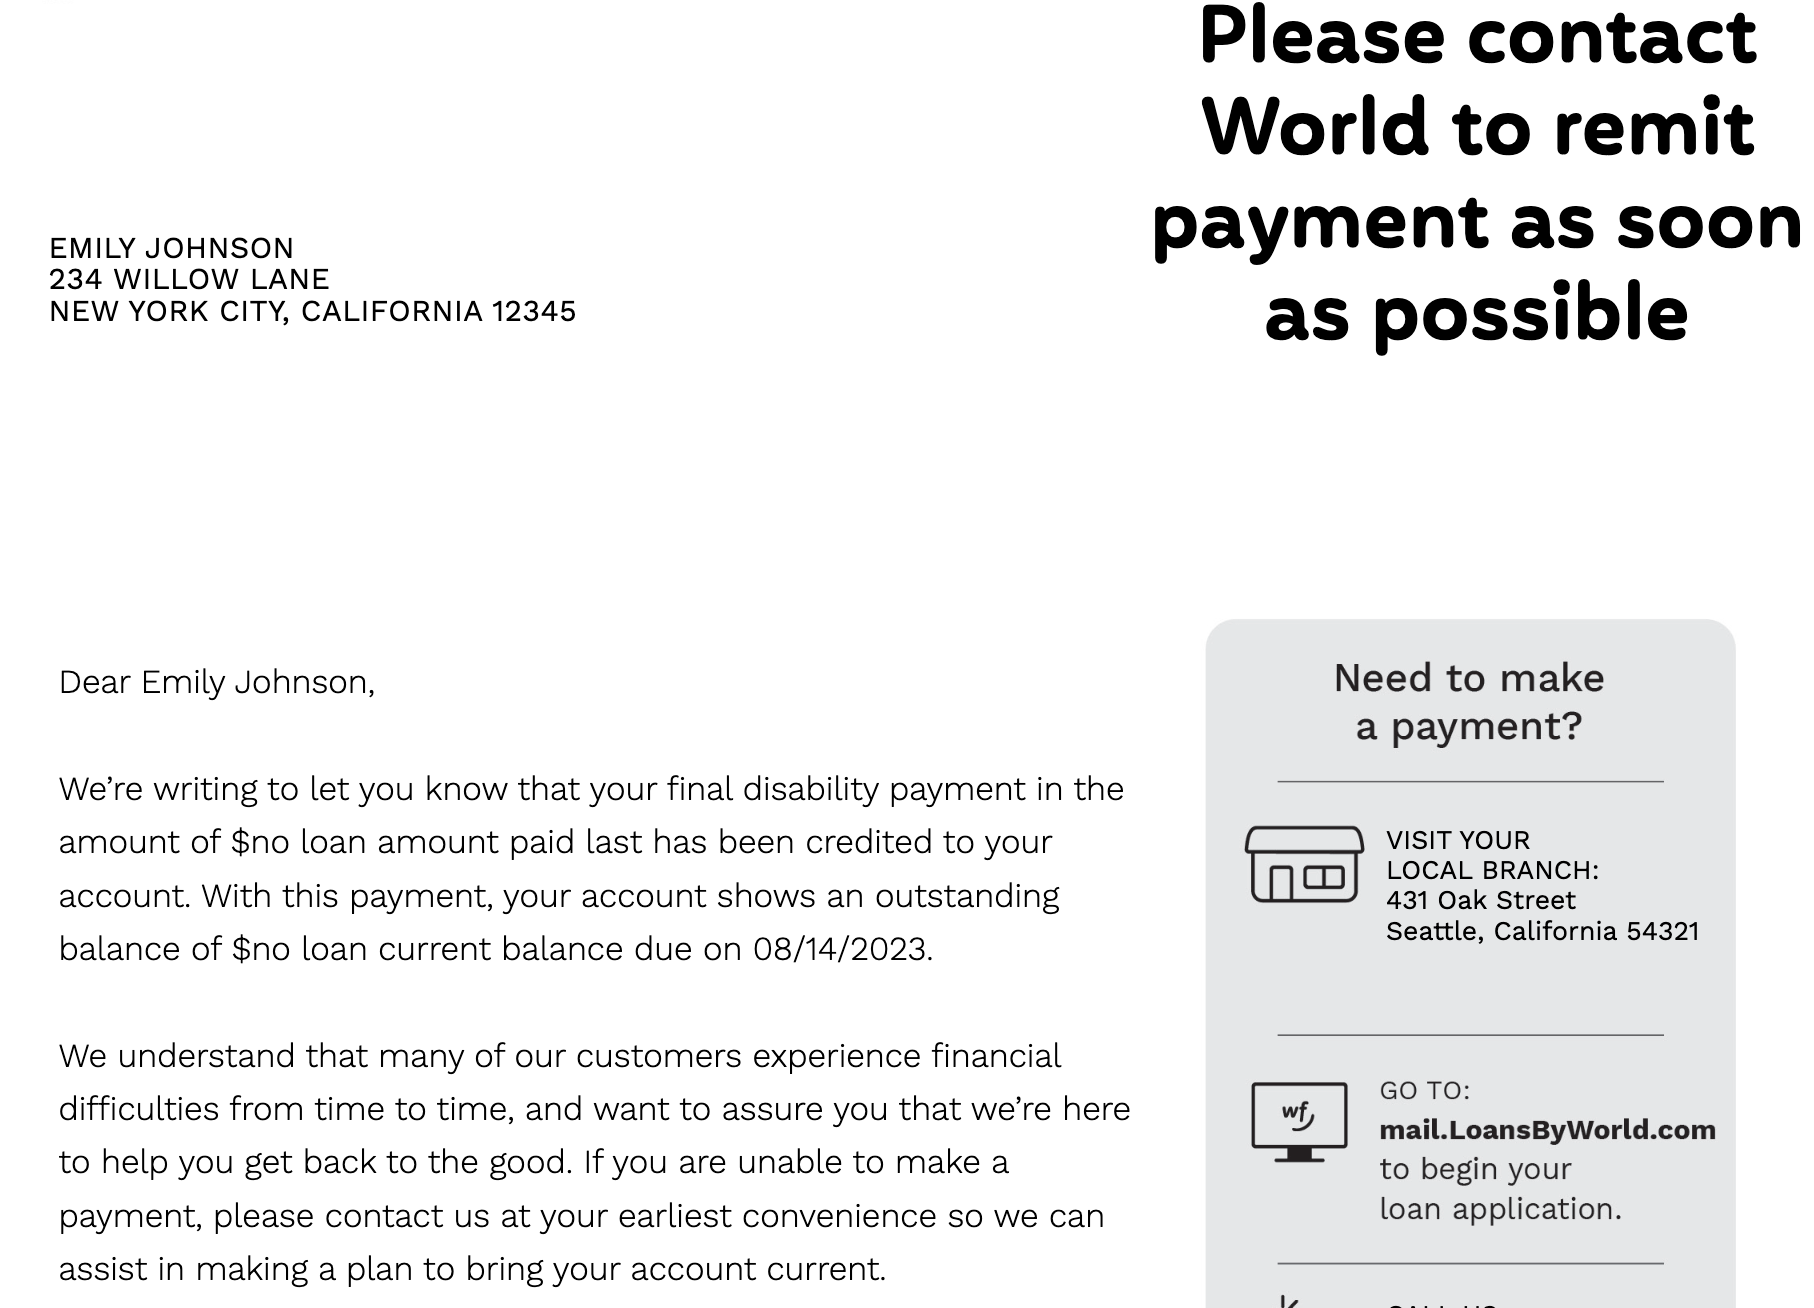 Please contact
World to remit
payment as soon
as possible
EMILY JOHNSON
234 WILLOW LANE
NEW YORK CITY, CALIFORNIA 12345
Dear Emily Johnson,
We’re writing to let you know that your final disability payment in the
amount of $no loan amount paid last has been credited to your
account. With this payment, your account shows an outstanding
balance of $no loan current balance due on 08/14/2023.
We understand that many of our customers experience financial
difficulties from time to time, and want to assure you that we’re here
to help you get back to the good. If you are unable to make a
payment, please contact us at your earliest convenience so we can
assist in making a plan to bring your account current.
Need to make
a payment?
VISIT YOUR
LOCAL BRANCH:
431 Oak Street
Seattle, California 54321
wf
GO TO:
mail.LoansByWorld.com
to begin your
loan application.